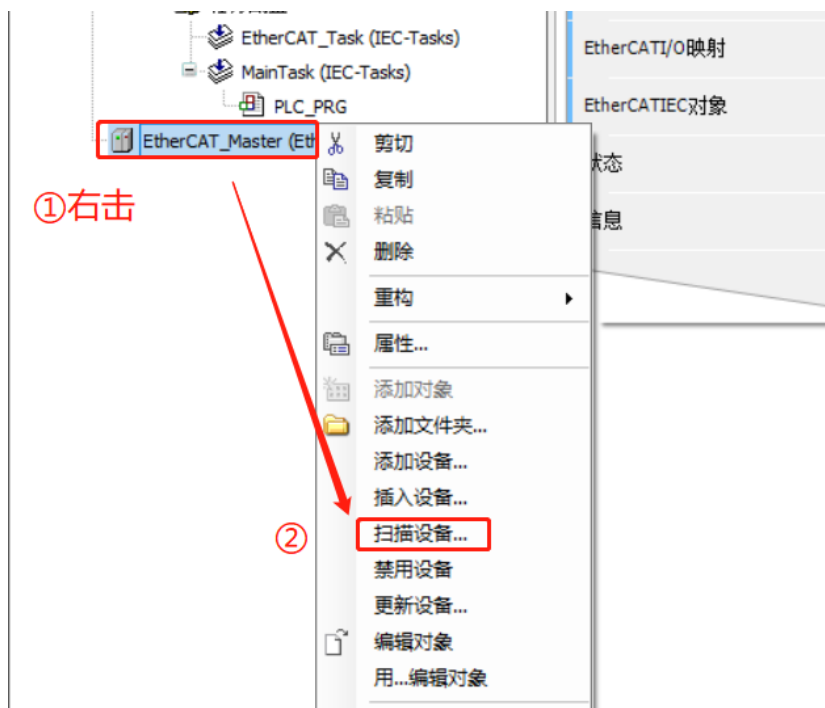 EtherCAT_Task (IEC-Tasks)
MainTask (IEC-Tasks)
PLC_PRG
EtherCAT_Master (Eth
①右击
②
剪切
复制
粘贴
删除
重构
属性...
添加对象
添加文件夹...
添加设备...
插入设备...
扫描设备...
禁用设备
更新设备...
编辑对象
用...编辑对象
EtherCATI/O映射
EtherCATIEC对象
状态
信息